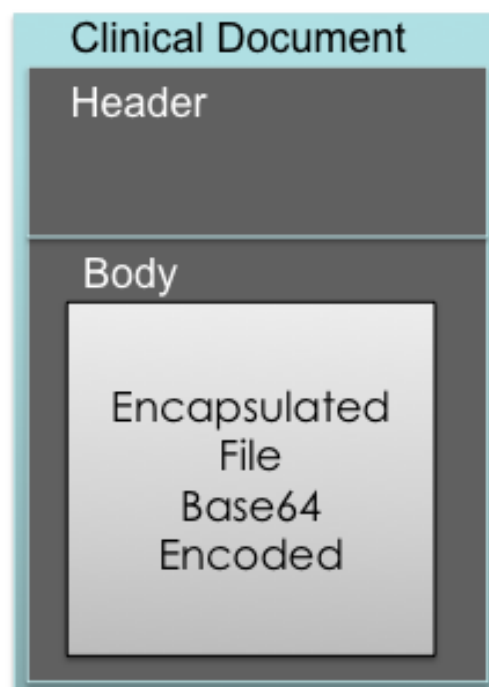 Clinical Document
Header
Body
Encapsulated
File
Base64
Encoded